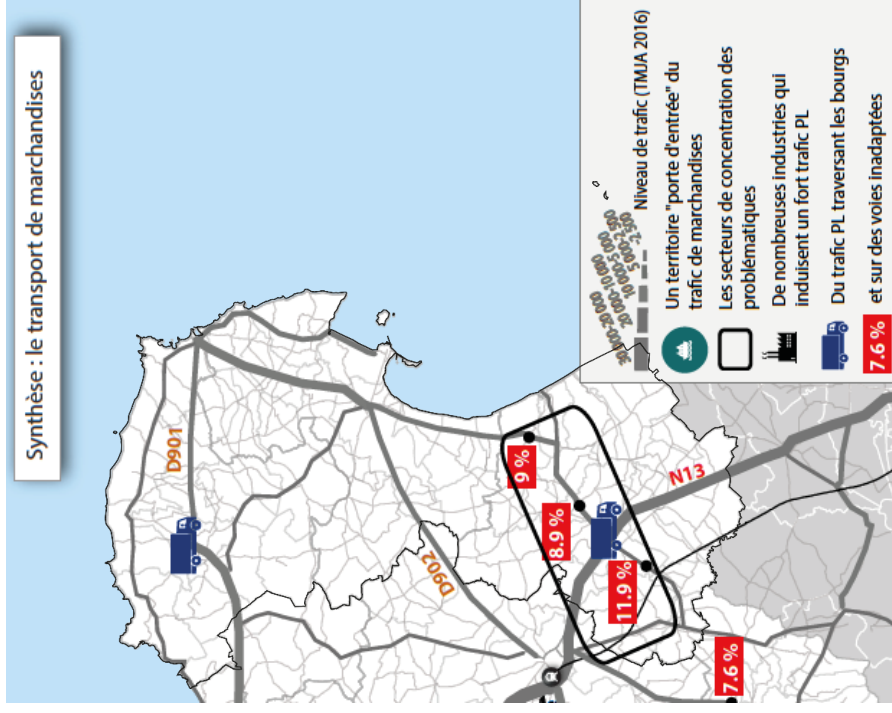 Synthèse : le transport de marchandises
D901
D902
N13
9 %
8.9 %
11.9 %
7.6 %
Niveau de trafic (TMJA 2016)
Un territoire "porte d'entrée" du
trafic de marchandises
Les secteurs de concentration des
problématiques
De nombreuses industries qui
induisent un fort trafic PL
Du trafic PL traversant les bourgs
7.6 %
et sur des voies inadaptées